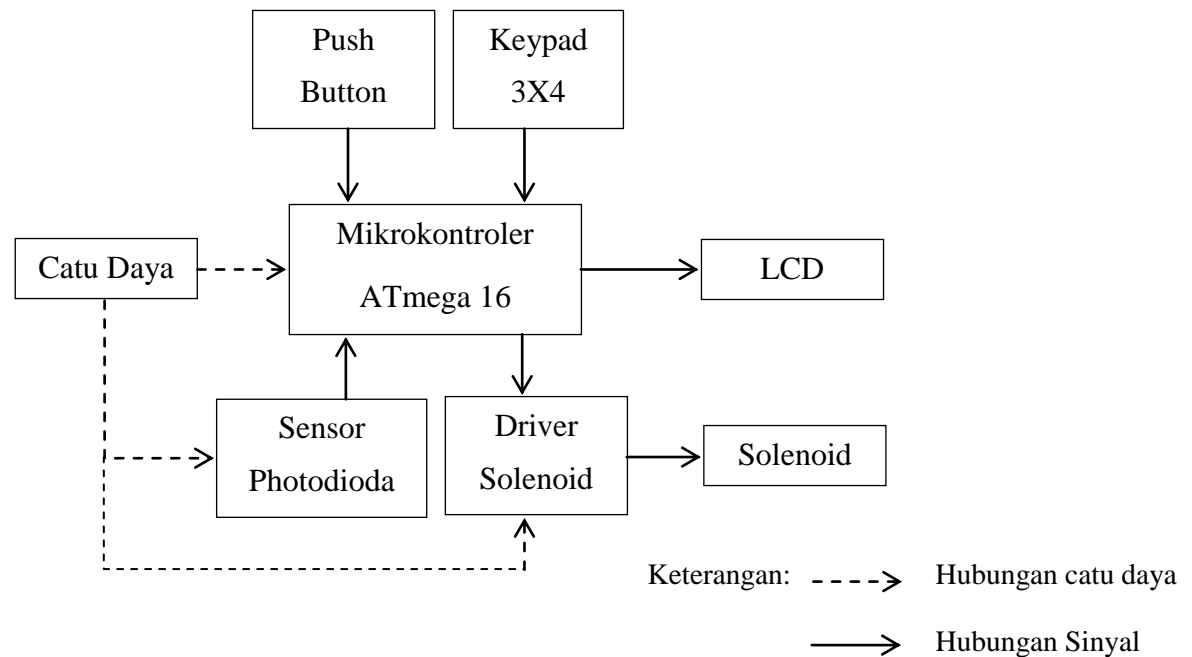 Push
Button
Keypad
3X4
Mikrokontroler
ATmega 16
Catu Daya
LCD
Sensor
Photodioda
Driver
Solenoid
Solenoid
Keterangan:
Hubungan catu daya
Hubungan Sinyal